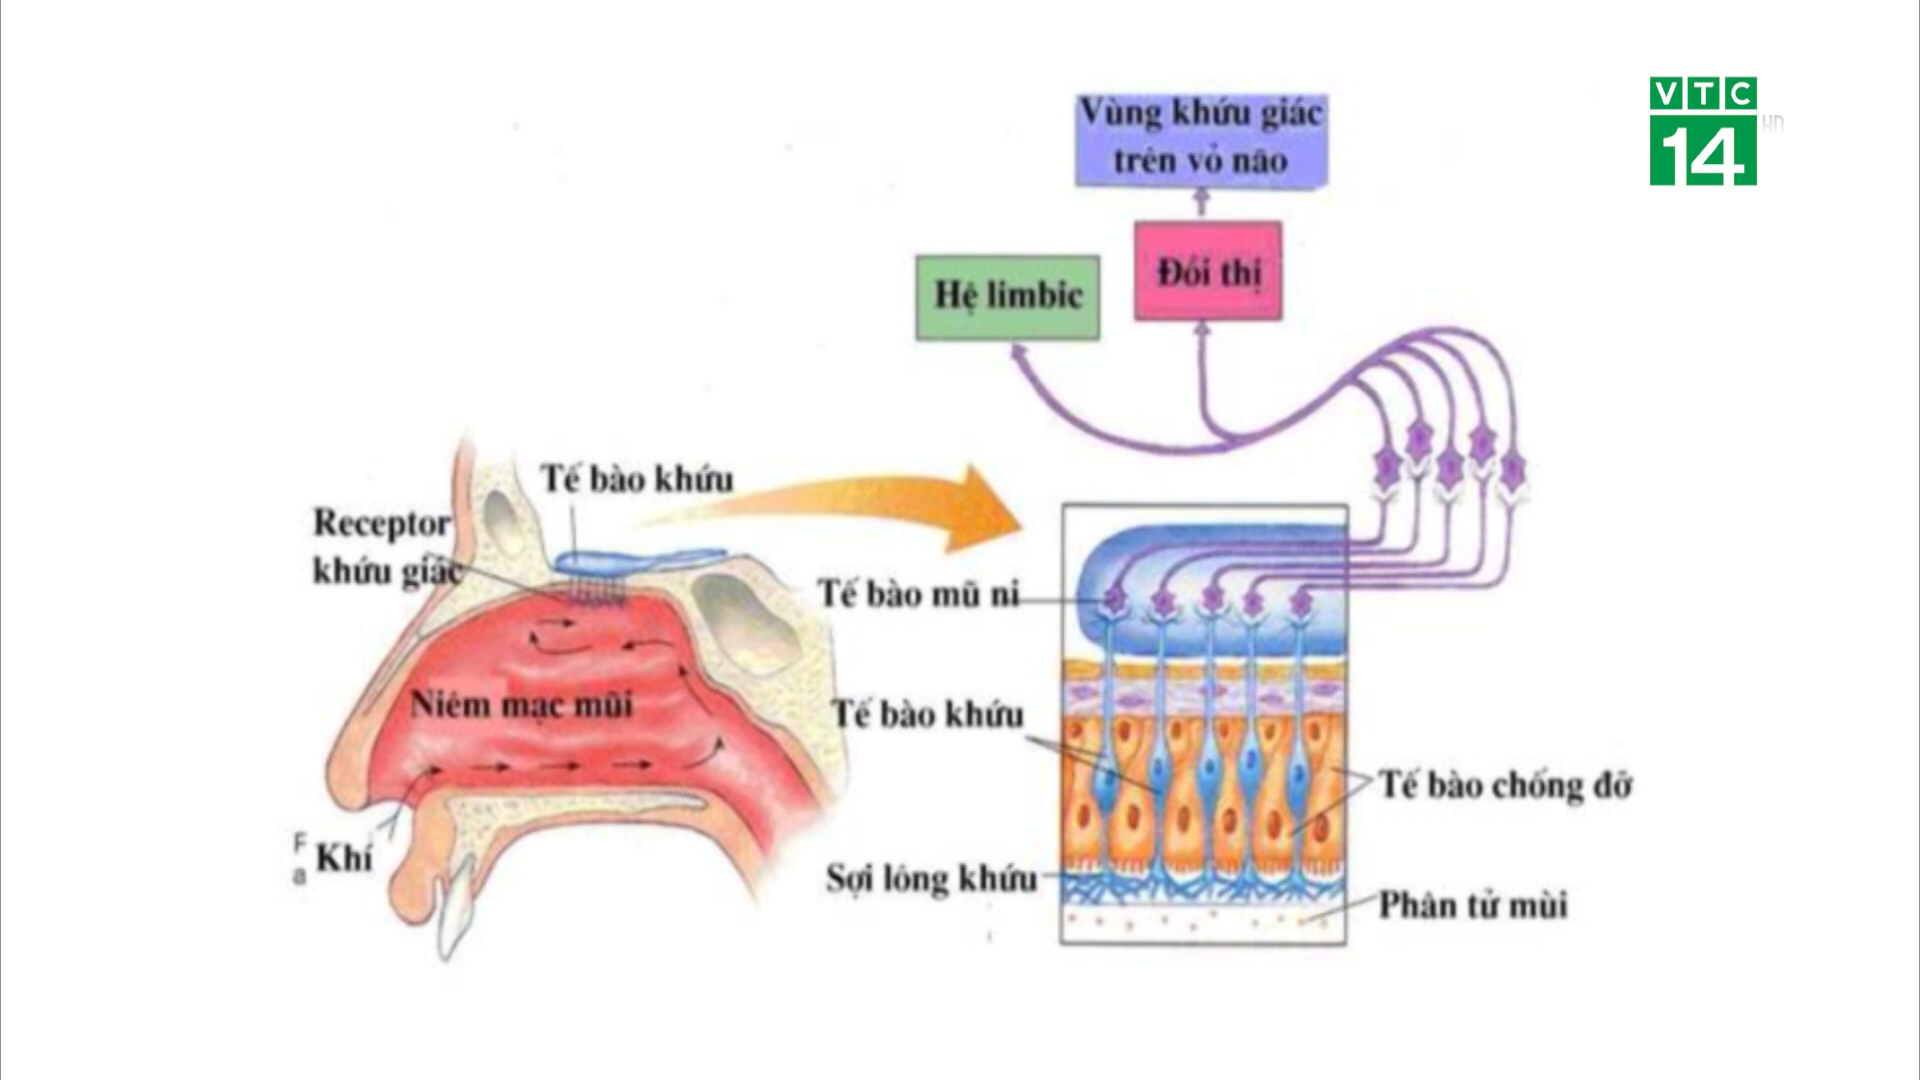 VTC
14
Vùng khứu giác
trên vỏ não
Đồi thị
Hệ limbic
Tế bào khứu
Receptor
khứu giác
Tế bào mũ ni
Niêm mạc mũi
Tế bào khứu
Tế bào chống đỡ
F
a
Khí
Sợi lông khứu
Phân tử mùi